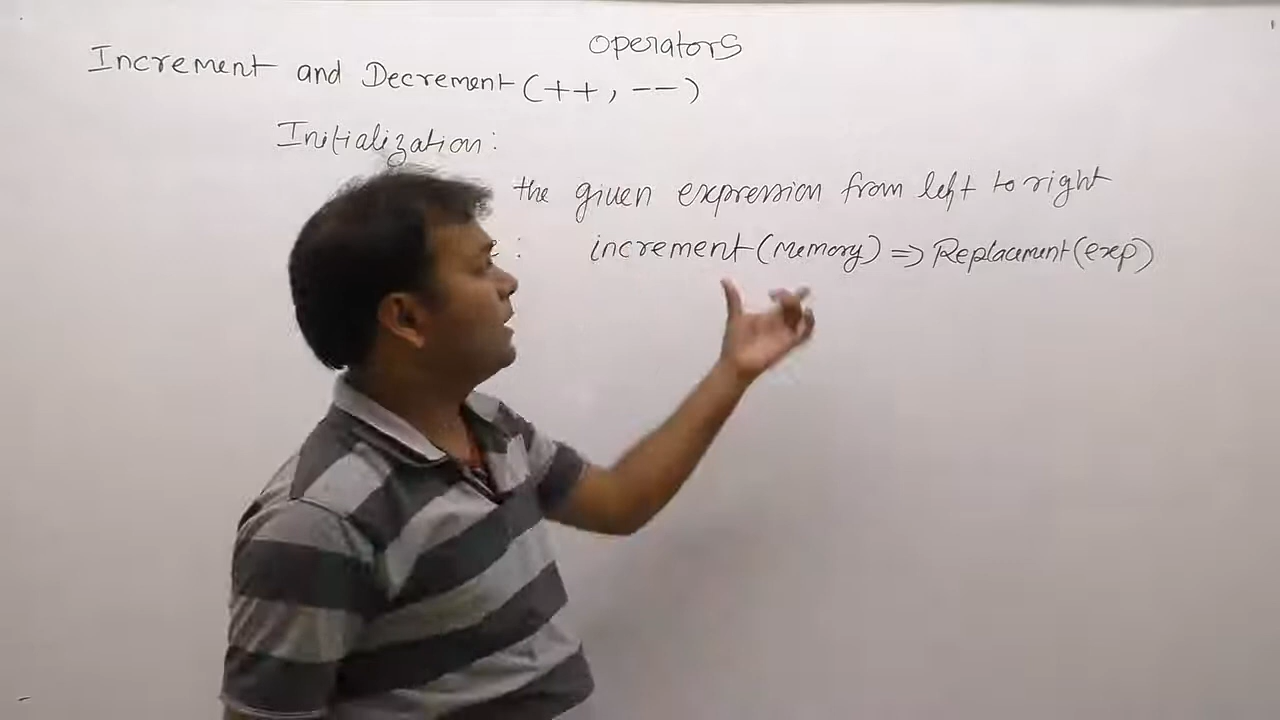 Operators
Increment and Decrement (++, --)
Initialization:
the given expression from left to right
: increment (Memory) => Replacement (exp)